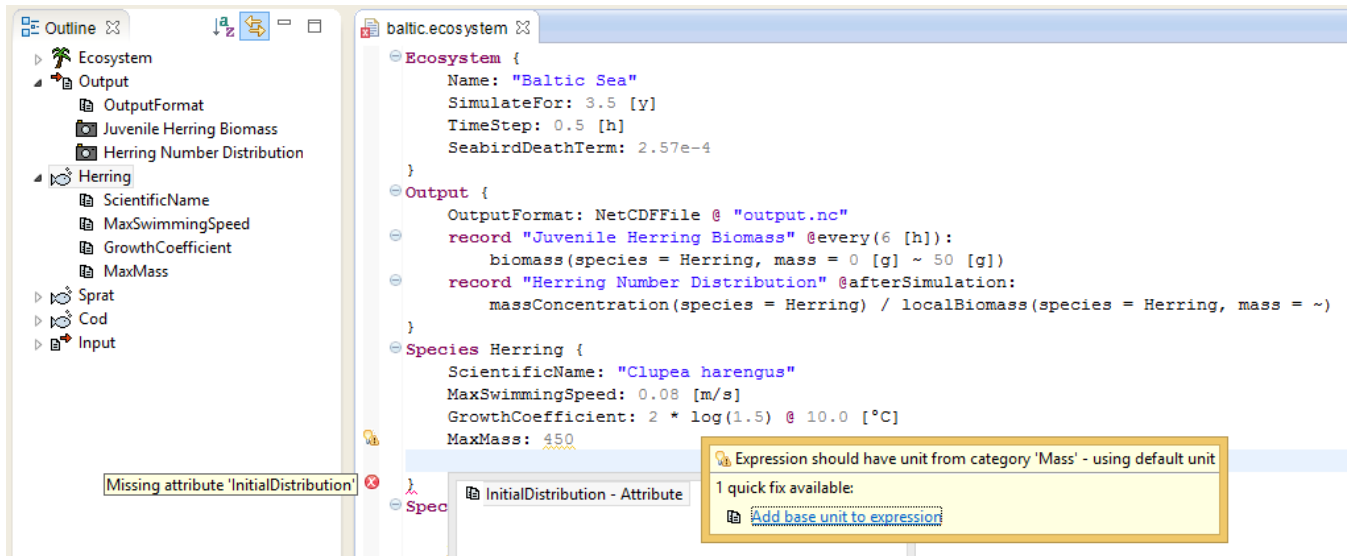 Outline
Ecosystem
Output
OutputFormat
Juvenile Herring Biomass
Herring Number Distribution
Herring
ScientificName
MaxSwimmingSpeed
GrowthCoefficient
MaxMass
Sprat
Cod
Input
Missing attribute 'InitialDistribution'
baltic.ecosystem
Ecosystem {
Name: "Baltic Sea"
SimulateFor: 3.5 [y]
TimeStep: 0.5 [h]
SeabirdDeathTerm: 2.57e-4
}
Output {
OutputFormat: NetCDFFile @ "output.nc"
record "Juvenile Herring Biomass" @every(6 [h]):
biomass(species = Herring, mass = 0 [g] ~ 50 [g])
record "Herring Number Distribution" @afterSimulation:
massConcentration(species = Herring) / localBiomass(species = Herring, mass = ~)
}
Species Herring {
ScientificName: "Clupea harengus"
MaxSwimmingSpeed: 0.08 [m/s]
GrowthCoefficient: 2 * log(1.5) @ 10.0 [°C]
MaxMass: 450
}
Spec
InitialDistribution - Attribute
Expression should have unit from category 'Mass' - using default unit
1 quick fix available:
Add base unit to expression